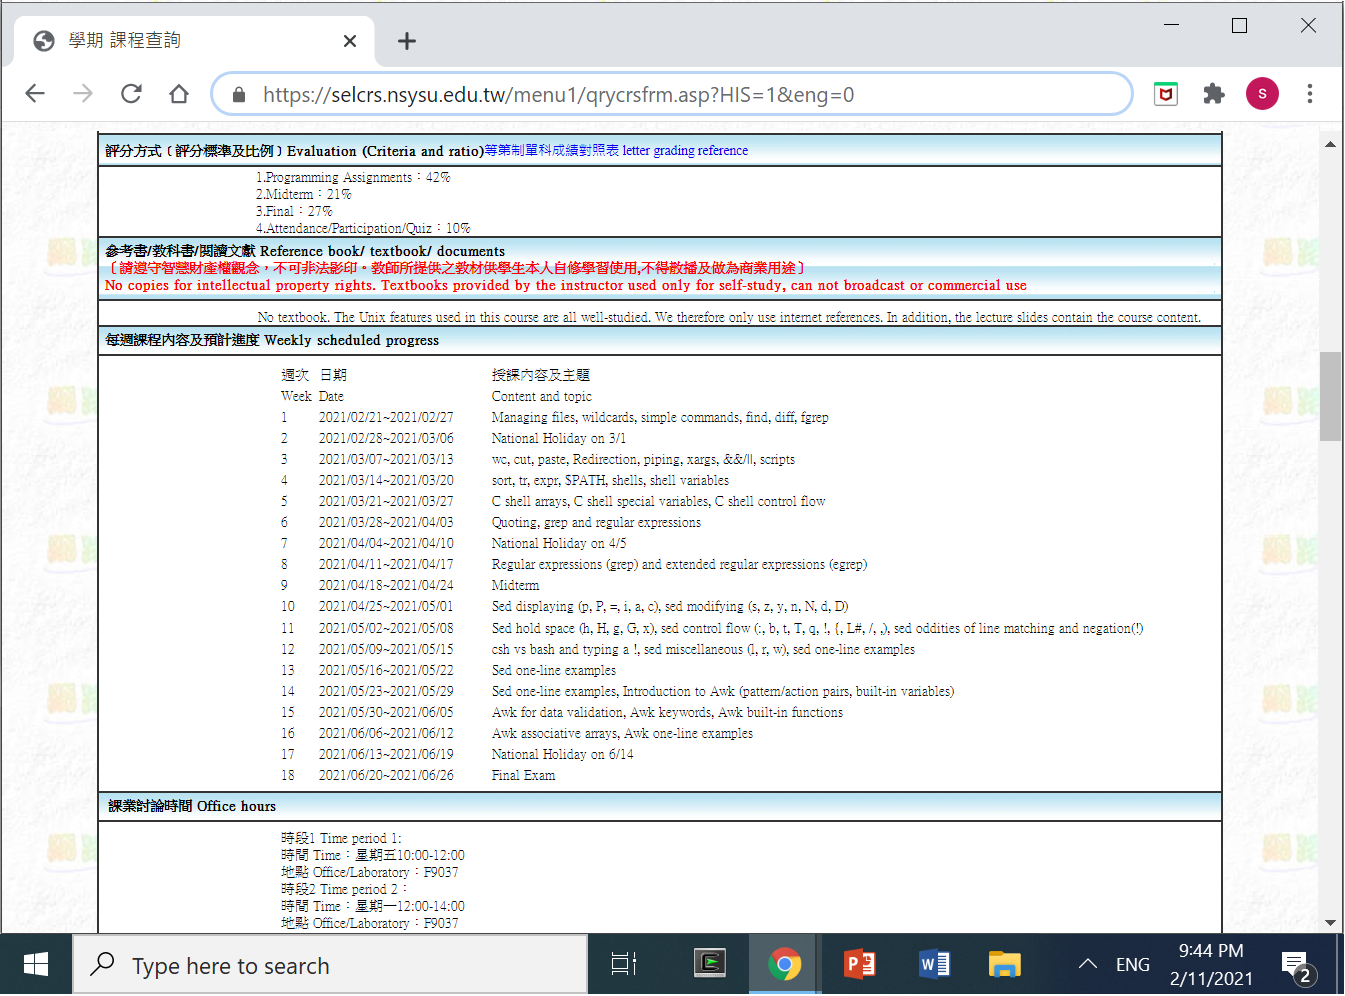 學期 課程查詢
https://selcrs.nsysu.edu.tw/menu1/qrycrsfrm.asp?HIS=1&eng=0
S
評分方式﹝評分標準及比例﹞Evaluation (Criteria and ratio)等第制單科成績對照表 letter grading reference
1.Programming Assignments：42%
2.Midterm：21%
3.Final：27%
4.Attendance/Participation/Quiz：10%
參考書/教科書/閱讀文獻 Reference book/ textbook/ documents
〔請遵守智慧財產權觀念，不可非法影印。教師所提供之教材供學生本人自修學習使用,不得散播及做為商業用途〕
No copies for intellectual property rights. Textbooks provided by the instructor used only for self-study, can not broadcast or commercial use
No textbook. The Unix features used in this course are all well-studied. We therefore only use internet references. In addition, the lecture slides contain the course content.
每週課程內容及預計進度 Weekly scheduled progress
週次 日期 授課內容及主題
Week Date Content and topic
1 2021/02/21~2021/02/27 Managing files, wildcards, simple commands, find, diff, fgrep
2 2021/02/28~2021/03/06 National Holiday on 3/1
3 2021/03/07~2021/03/13 wc, cut, paste, Redirection, piping, xargs, &&/||, scripts
4 2021/03/14~2021/03/20 sort, tr, expr, $PATH, shells, shell variables
5 2021/03/21~2021/03/27 C shell arrays, C shell special variables, C shell control flow
6 2021/03/28~2021/04/03 Quoting, grep and regular expressions
7 2021/04/04~2021/04/10 National Holiday on 4/5
8 2021/04/11~2021/04/17 Regular expressions (grep) and extended regular expressions (egrep)
9 2021/04/18~2021/04/24 Midterm
10 2021/04/25~2021/05/01 Sed displaying (p, P, =, i, a, c), sed modifying (s, z, y, n, N, d, D)
11 2021/05/02~2021/05/08 Sed hold space (h, H, g, G, x), sed control flow (:, b, t, T, q, !, {, L#, /, ,), sed oddities of line matching and negation(!)
12 2021/05/09~2021/05/15 csh vs bash and typing a !, sed miscellaneous (l, r, w), sed one-line examples
13 2021/05/16~2021/05/22 Sed one-line examples
14 2021/05/23~2021/05/29 Sed one-line examples, Introduction to Awk (pattern/action pairs, built-in variables)
15 2021/05/30~2021/06/05 Awk for data validation, Awk keywords, Awk built-in functions
16 2021/06/06~2021/06/12 Awk associative arrays, Awk one-line examples
17 2021/06/13~2021/06/19 National Holiday on 6/14
18 2021/06/20~2021/06/26 Final Exam
課業討論時間 Office hours
時段1 Time period 1:
時間 Time：星期五10:00-12:00
地點 Office/Laboratory：F9037
時段2 Time period 2：
時間 Time：星期一12:00-14:00
地點 Office/Laboratory：F9037
Type here to search
ENG
9:44 PM
2/11/2021
2